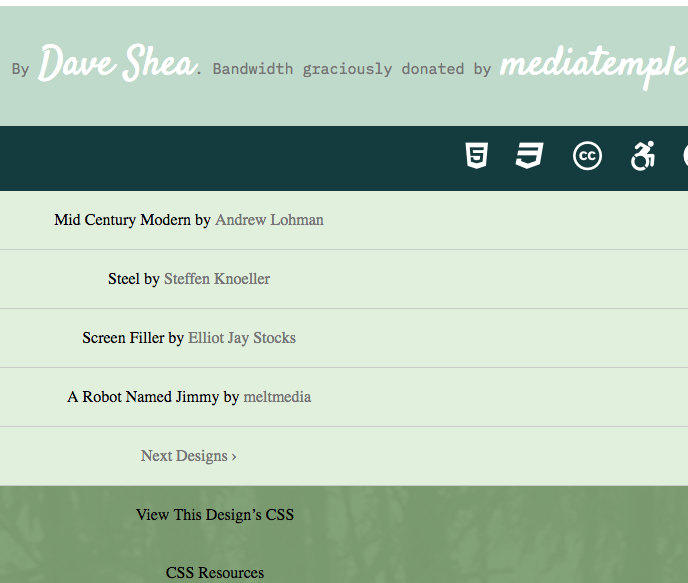 By Dave Shea. Bandwidth graciously donated by mediatemple
CC
Mid Century Modern by Andrew Lohman
Steel by Steffen Knoeller
Screen Filler by Elliot Jay Stocks
A Robot Named Jimmy by meltmedia
Next Designs ›
View This Design’s CSS
CSS Resources